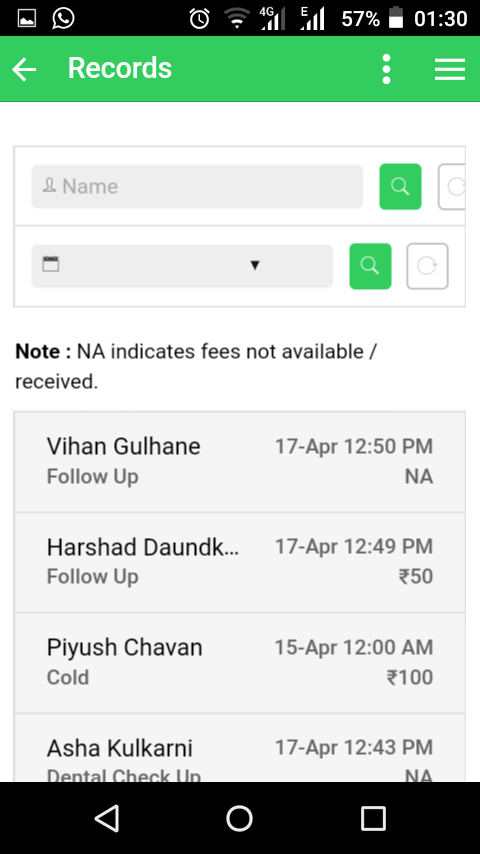 4G E 57% 01:30
Records
Name
Note : NA indicates fees not available /
received.
Vihan Gulhane 17-Apr 12:50 PM
Follow Up NA
Harshad Daundk... 17-Apr 12:49 PM
Follow Up ₹50
Piyush Chavan 15-Apr 12:00 AM
Cold ₹100
Asha Kulkarni 17-Apr 12:43 PM
Dental Check Up NA